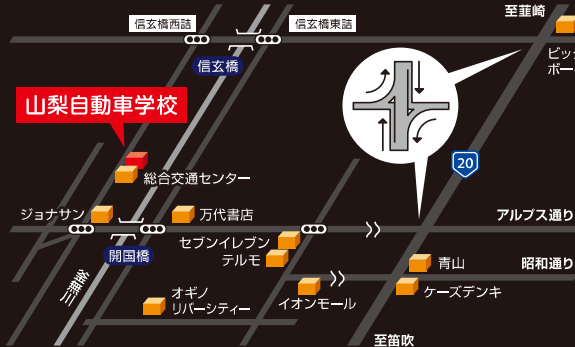 至韮崎
信玄橋西詰
信玄橋東詰
ビッグ
ボー
信玄橋
山梨自動車学校
20
総合交通センター
ジョナサン
万代書店
アルプス通り
セブンイレブン
テルモ
開国橋
青山
昭和通り
釜無川
オギノ
リバーシティー
イオンモール
ケーズデンキ
至笛吹